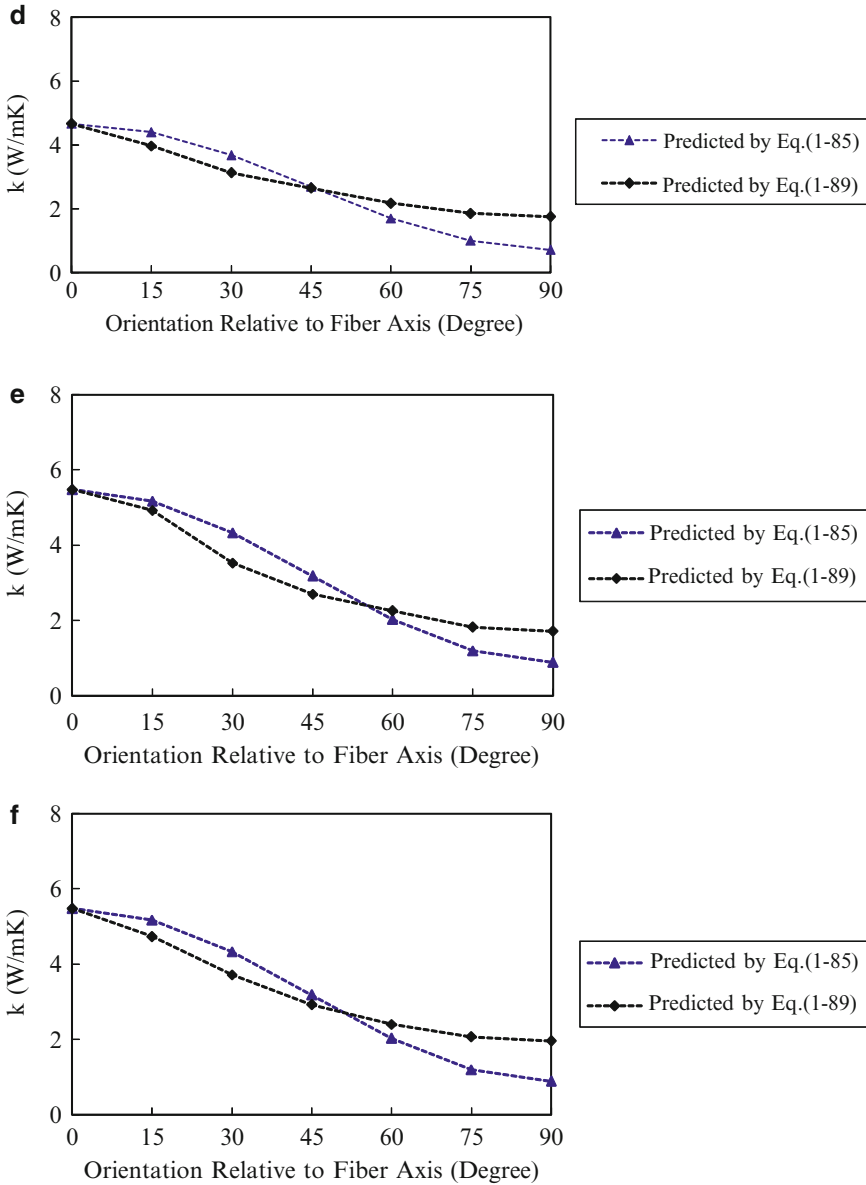 d
8
6
4
2
0
k (W/mK)
0 15 30 45 60 75 90
Orientation Relative to Fiber Axis (Degree)
Predicted by Eq.(1-85)
Predicted by Eq.(1-89)
e
8
6
4
2
0
k (W/mK)
0 15 30 45 60 75 90
Orientation Relative to Fiber Axis (Degree)
Predicted by Eq.(1-85)
Predicted by Eq.(1-89)
f
8
6
4
2
0
k (W/mK)
0 15 30 45 60 75 90
Orientation Relative to Fiber Axis (Degree)
Predicted by Eq.(1-85)
Predicted by Eq.(1-89)